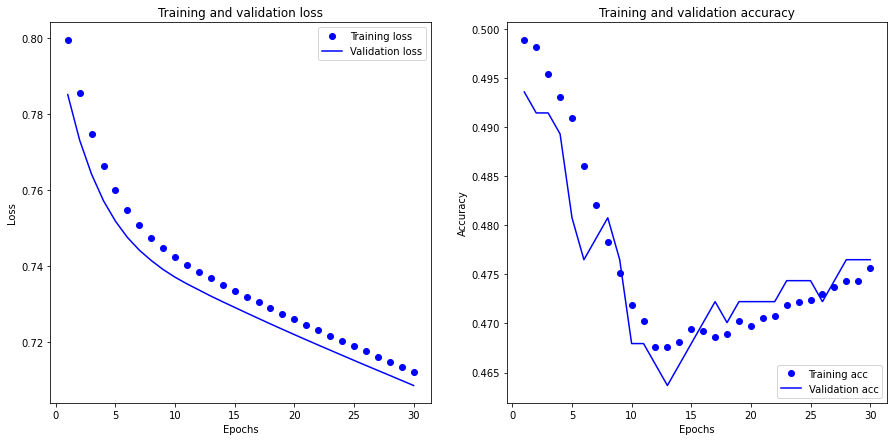 Training and validation loss
0.80
0.78
0.76
0.74
0.72
Loss
Training loss
Validation loss
0 5 10 15 20 25 30
Epochs
Training and validation accuracy
0.500
0.495
0.490
0.485
0.480
0.475
0.470
0.465
Accuracy
Training acc
Validation acc
0 5 10 15 20 25 30
Epochs